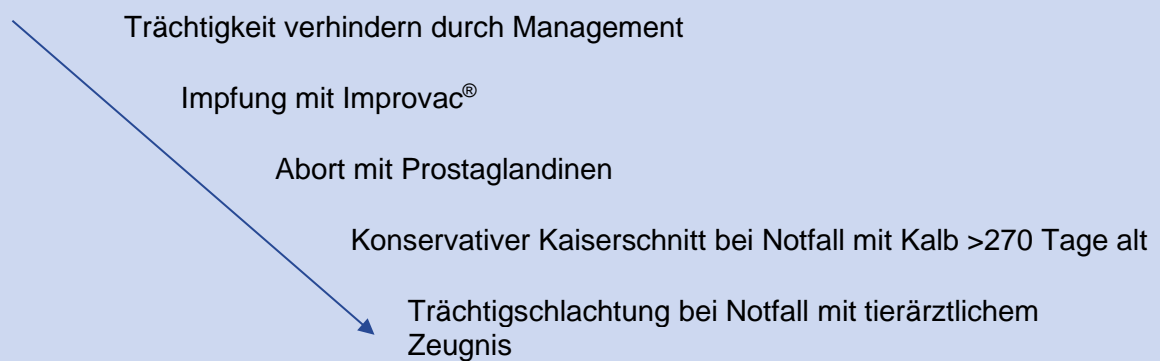 Trächtigkeit verhindern durch Management
Impfung mit Improvac®
Abort mit Prostaglandinen
Konservativer Kaiserschnitt bei Notfall mit Kalb >270 Tage alt
Trächtigschlachtung bei Notfall mit tierärztlichem
Zeugnis